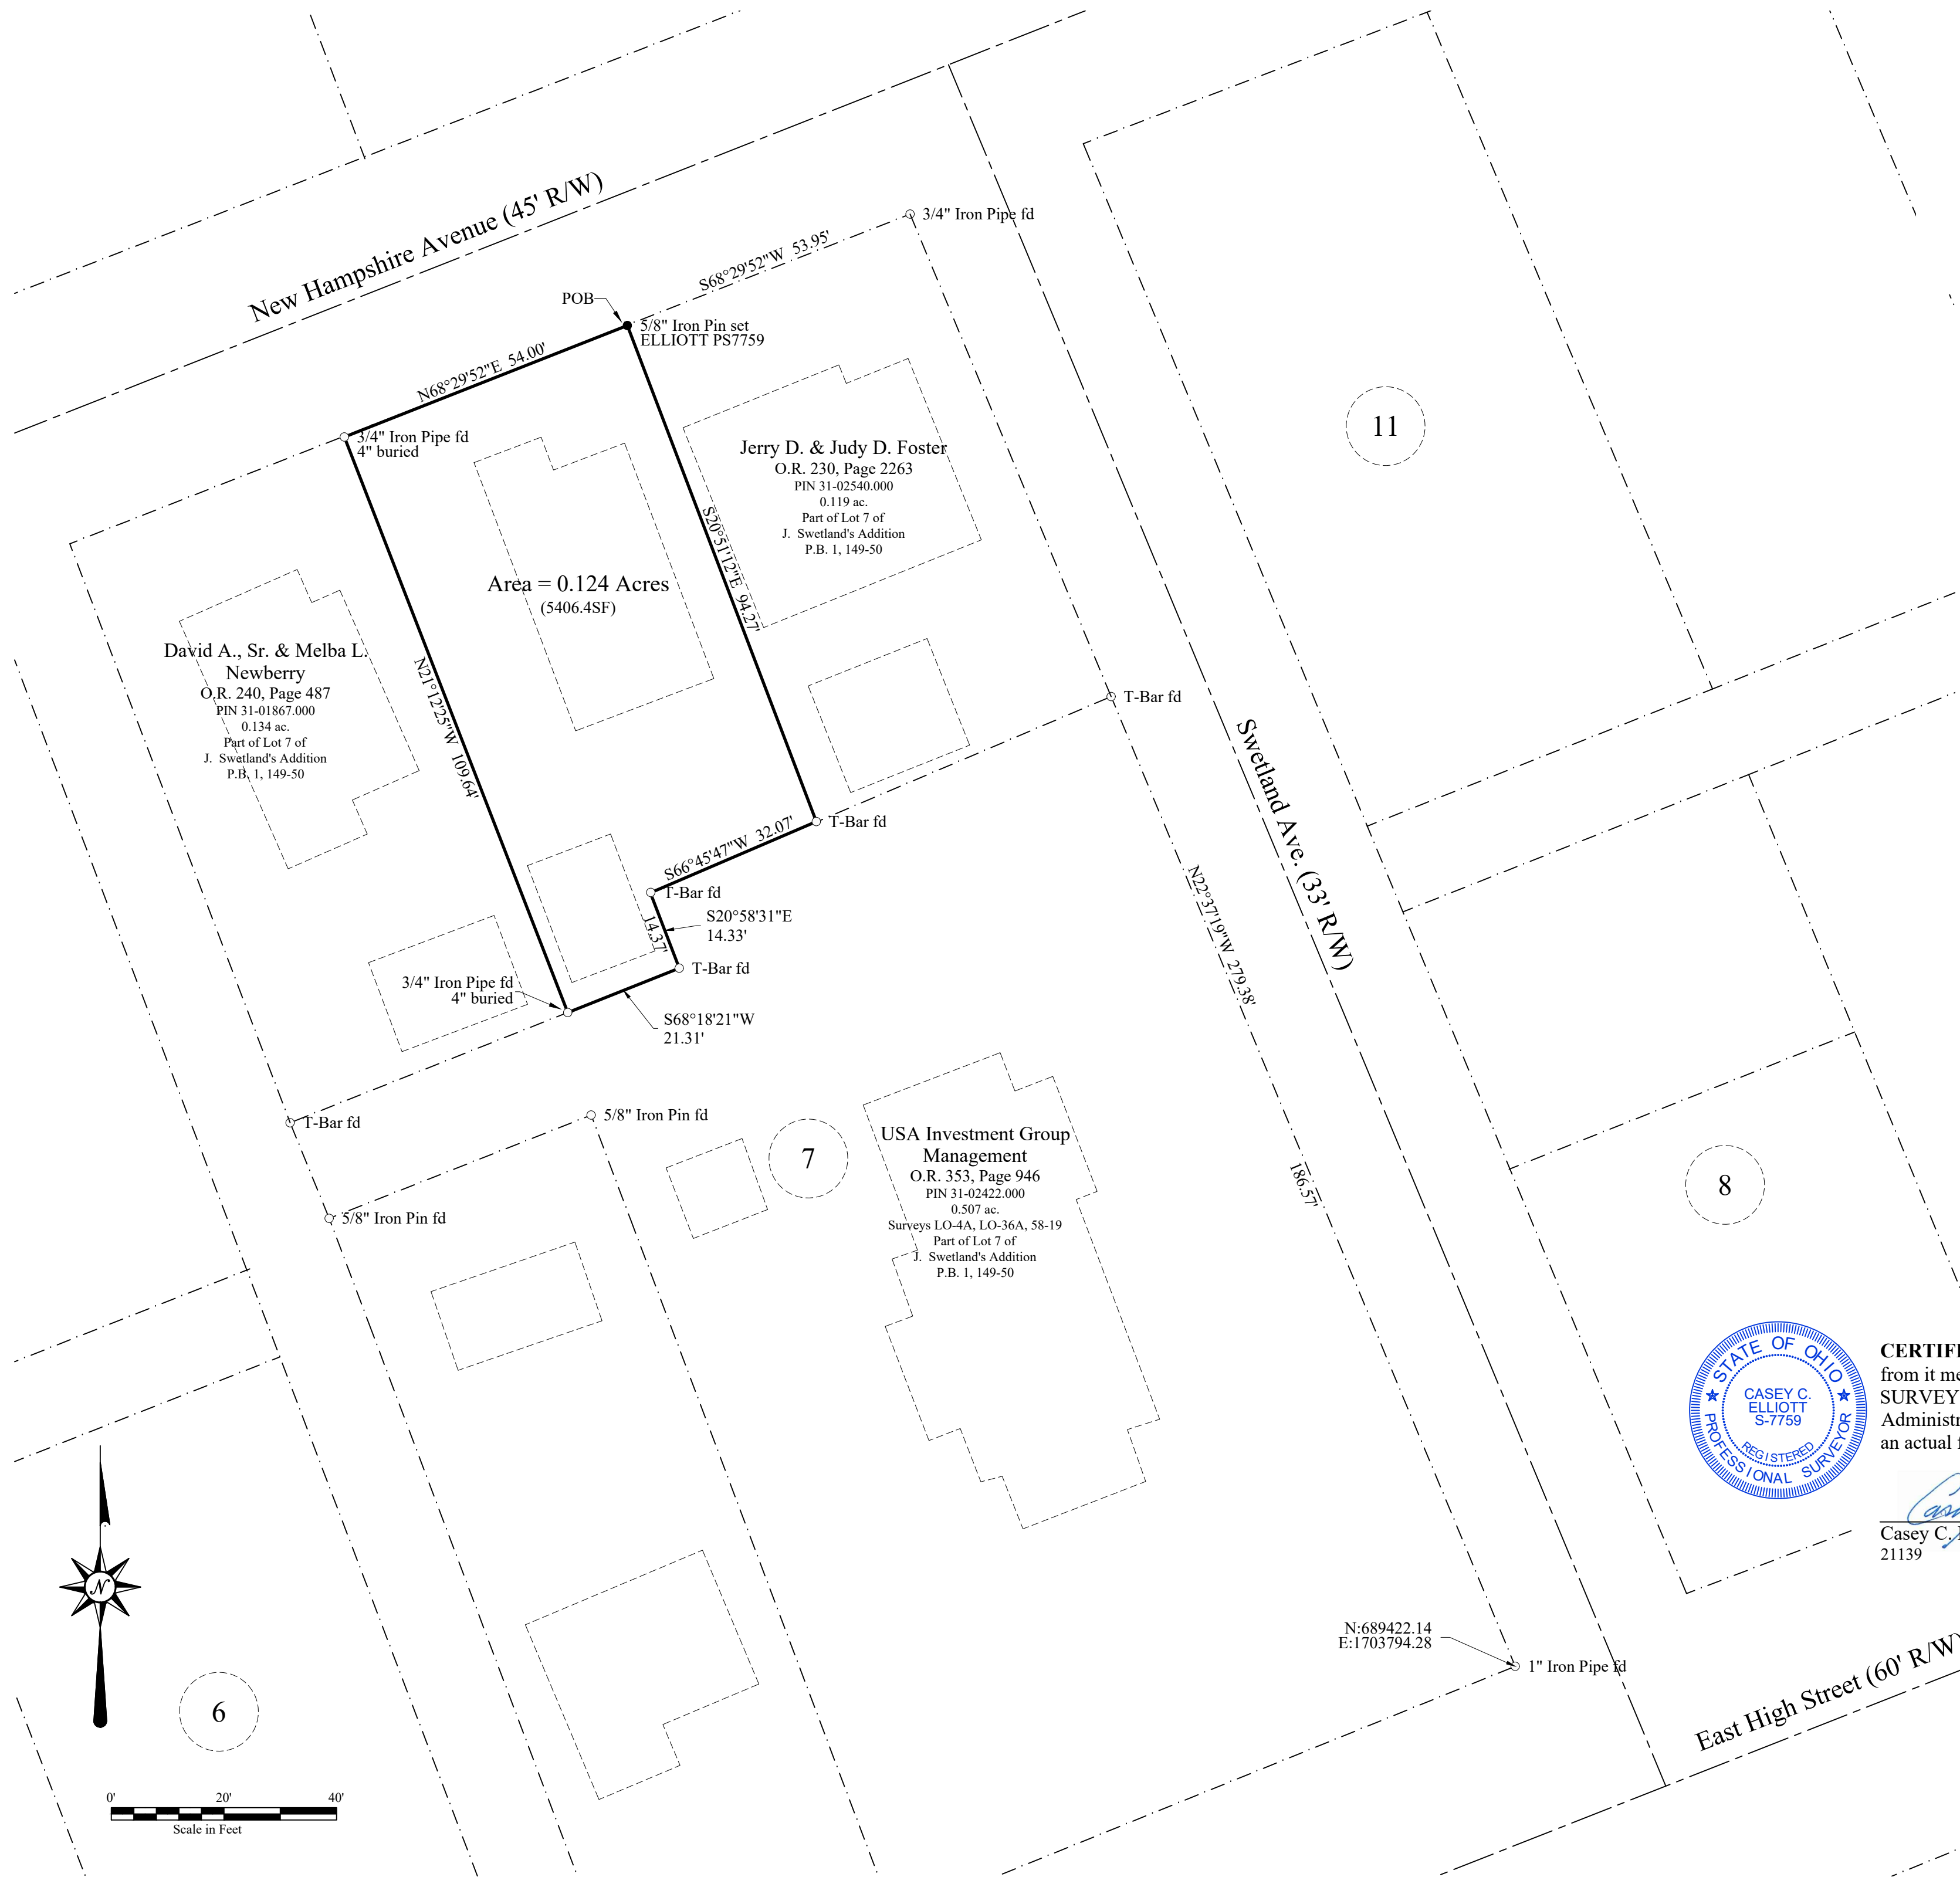 New Hampshire Avenue (45' R/W)
3/4" Iron Pipe fd
S68°29'52"W 53.95'
POB
5/8" Iron Pin set
ELLIOTT PS7759
N68°29'52"E 54.00'
3/4" Iron Pipe fd
4" buried
11
Jerry D. & Judy D. Foster
O.R. 230, Page 2263
PIN 31-02540.000
0.119 ac.
Part of Lot 7 of
J. Swetland's Addition
P.B. 1, 149-50
S20°51'12"E 94.27'
Area = 0.124 Acres
(5406.4SF)
David A., Sr. & Melba L.
Newberry
O.R. 240, Page 487
PIN 31-01867.000
0.134 ac.
Part of Lot 7 of
J. Swetland's Addition
P.B. 1, 149-50
N21°12'25"W 109.64'
T-Bar fd
Swetland Ave. (33' R/W)
T-Bar fd
S66°45'47"W 32.07'
T-Bar fd
S20°58'31"E
14.33'
14.37'
T-Bar fd
N22°37'19"W 279.38'
3/4" Iron Pipe fd
4" buried
S68°18'21"W
21.31'
T-Bar fd
5/8" Iron Pin fd
7
USA Investment Group
Management
O.R. 353, Page 946
PIN 31-02422.000
0.507 ac.
Surveys LO-4A, LO-36A, 58-19
Part of Lot 7 of
J. Swetland's Addition
P.B. 1, 149-50
186.57'
8
5/8" Iron Pin fd
STATE OF OHIO
CASEY C.
ELLIOTT
S-7759
REGISTERED
PROFESSIONAL SURVEYOR
CERTIFI
from it me
SURVEY
Administr
an actual f
Casey C.
21139
N
6
0' 20' 40'
Scale in Feet
N:689422.14
E:1703794.28
1" Iron Pipe fd
East High Street (60' R/W)